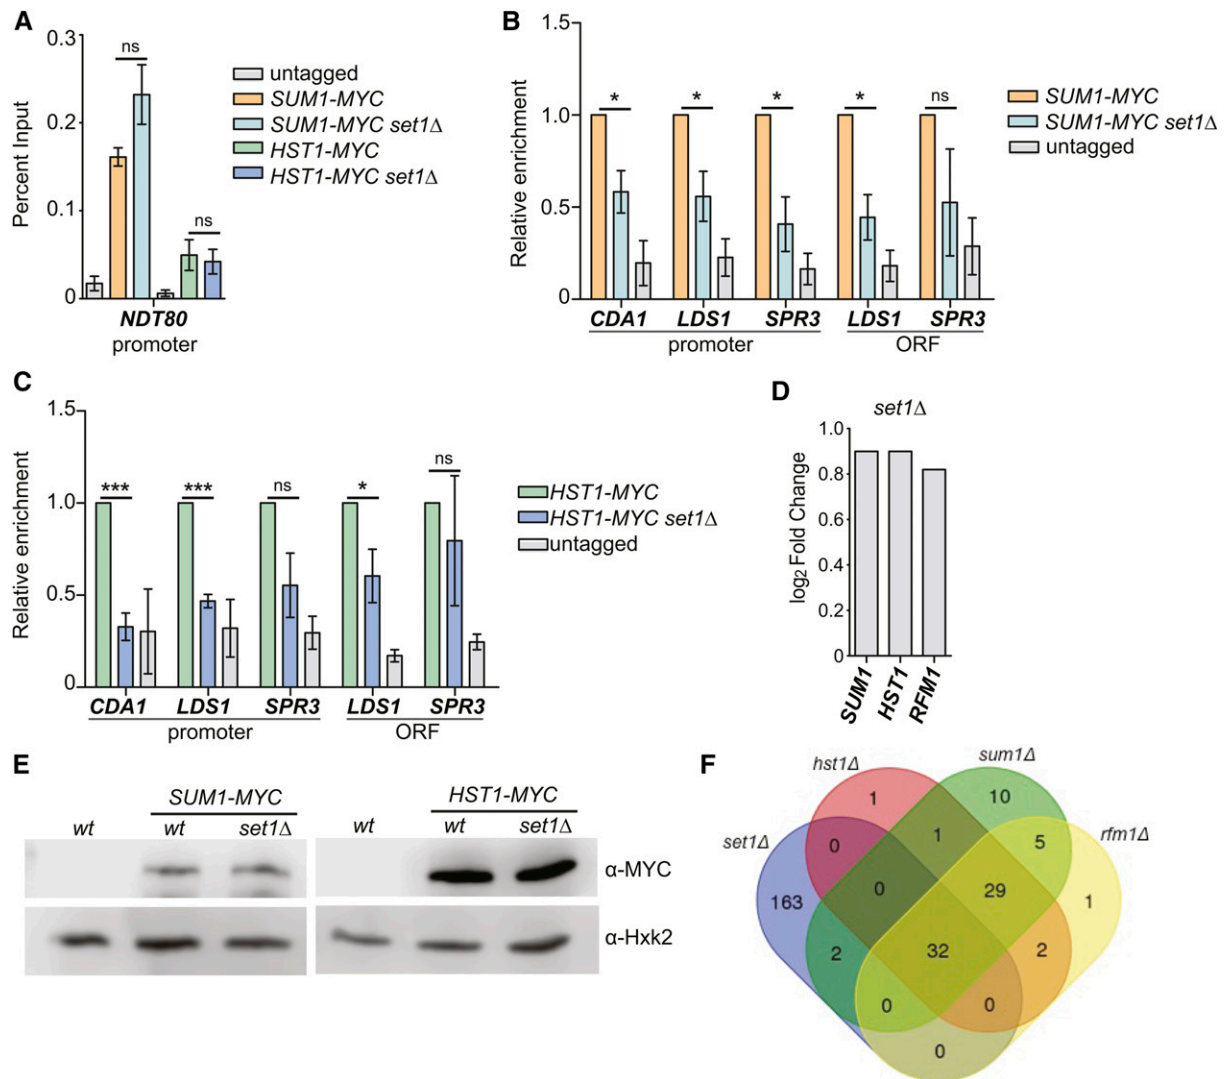 A
0.3
0.2
0.1
0
Percent Input
ns
ns
NDT80
promoter
untagged
SUM1-MYC
SUM1-MYC set1Δ
HST1-MYC
HST1-MYC set1Δ
B
1.5
1.0
0.5
0
Relative enrichment
* * * * ns
CDA1 LDS1 SPR3 LDS1 SPR3
promoter ORF
SUM1-MYC
SUM1-MYC set1Δ
untagged
C
1.5
1.0
0.5
0
Relative enrichment
*** *** ns * ns
CDA1 LDS1 SPR3 LDS1 SPR3
promoter ORF
HST1-MYC
HST1-MYC set1Δ
untagged
D
set1Δ
1.0
0.8
0.6
0.4
0.2
0
log2 Fold Change
SUM1 HST1 RFM1
E
SUM1-MYC HST1-MYC
wt wt set1Δ wt wt set1Δ
α-MYC
α-Hxk2
F
hst1Δ sum1Δ
set1Δ rfm1Δ
1 10
0 1 5
163 0 29 1
2 32 2
0 0
0